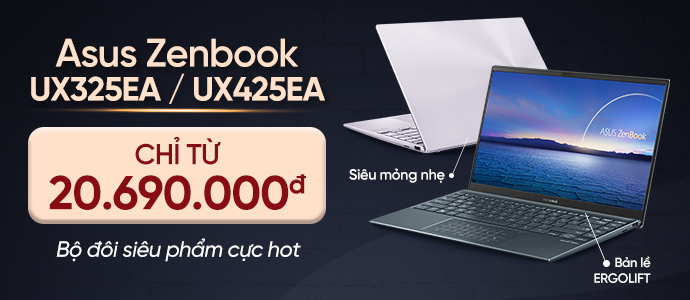 Asus Zenbook
UX325EA / UX425EA
CHỈ TỪ
20.690.000đ
Bộ đôi siêu phẩm cực hot
Siêu mỏng nhẹ
ASUS ZenBook
Bản lề
ERGOLIFT